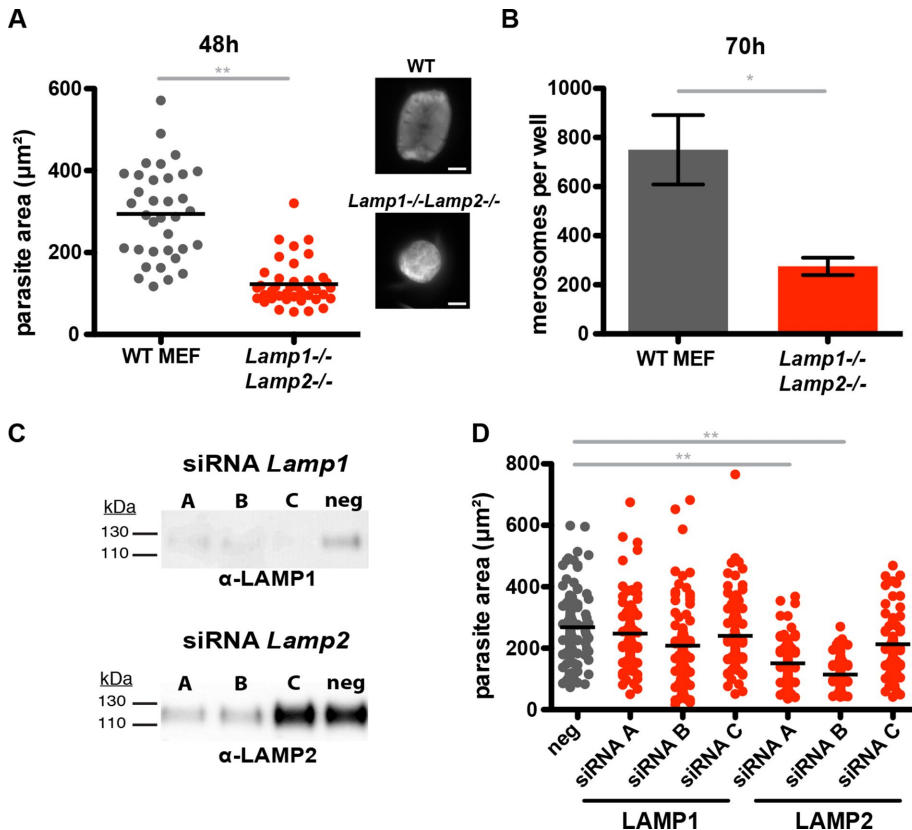 A
48h
**
600
400
200
0
parasite area (µm²)
WT MEF
Lamp1-/-
Lamp2-/-
WT
Lamp1-/-Lamp2-/-
B
70h
*
1000
800
600
400
200
0
merosomes per well
WT MEF
Lamp1-/-
Lamp2-/-
C
siRNA Lamp1
kDa
A B C neg
130
110
α-LAMP1
siRNA Lamp2
kDa
A B C neg
130
110
α-LAMP2
D
**
**
800
600
400
200
0
parasite area (µm²)
neg
siRNA A
siRNA B
siRNA C
siRNA A
siRNA B
siRNA C
LAMP1 LAMP2